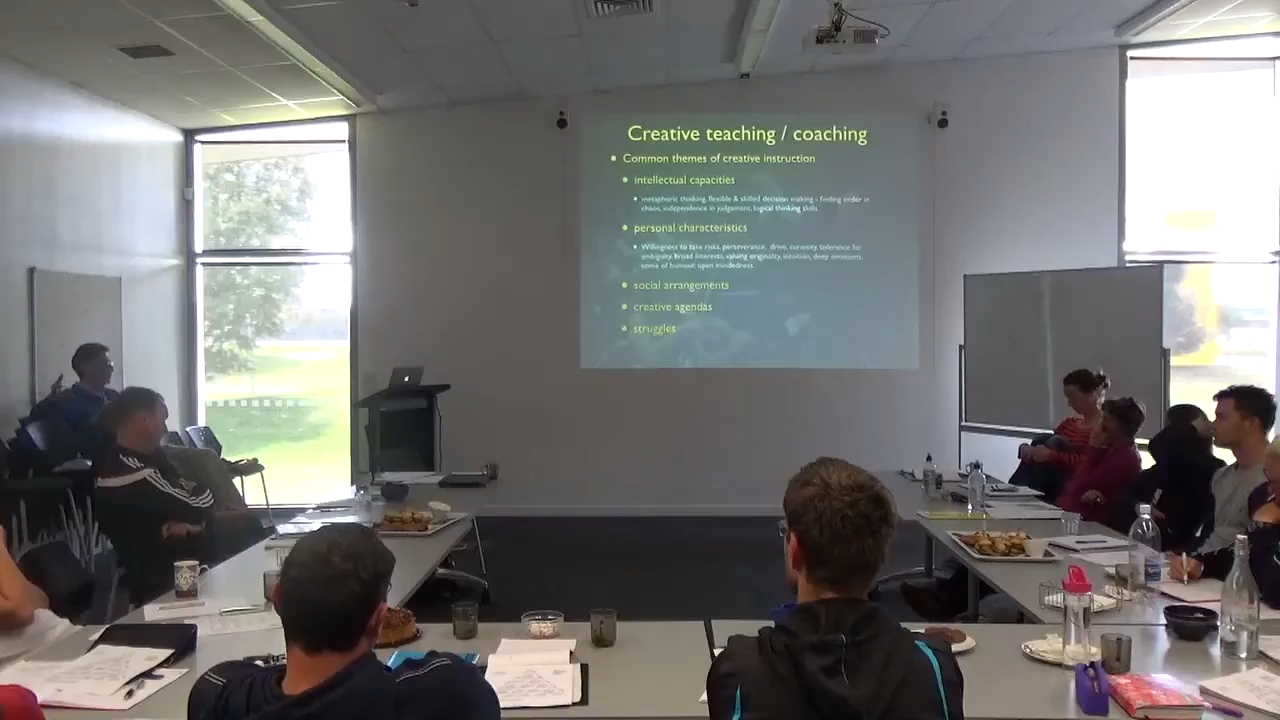 Creative teaching / coaching
Common themes of creative instruction
intellectual capacities
metaphoric thinking, flexible & skilled decision making - finding order in
chaos, independence in judgement, logical thinking skills
personal characteristics
Willingness to take risks, perseverance, drive, curiosity, tolerance for
ambiguity, broad interests, valuing originality, intuition, deep emotions,
sense of humour, open mindedness
social arrangements
creative agendas
struggles